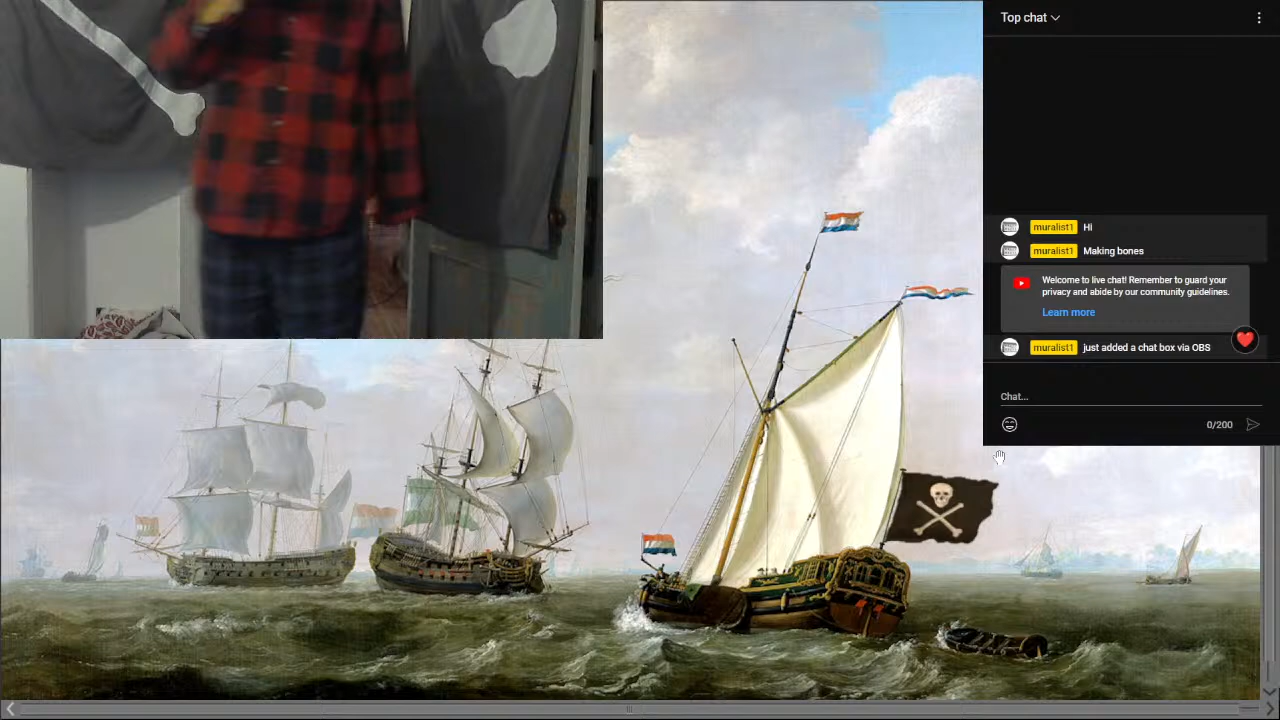 Top chat
muralist1 Hi
muralist1 Making bones
Welcome to live chat! Remember to guard your
privacy and abide by our community guidelines.
Learn more
muralist1 just added a chat box via OBS
Chat...
0/200